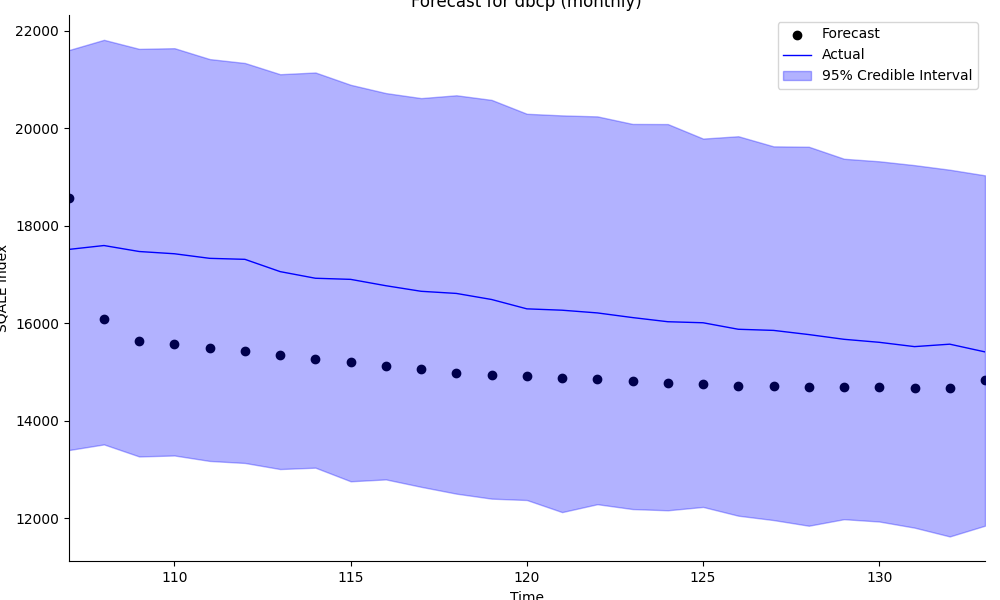 Forecast for dbcp (monthly)
22000
20000
18000
16000
14000
12000
SQALE Index
110
115
120
125
130
Time
Forecast
Actual
95% Credible Interval